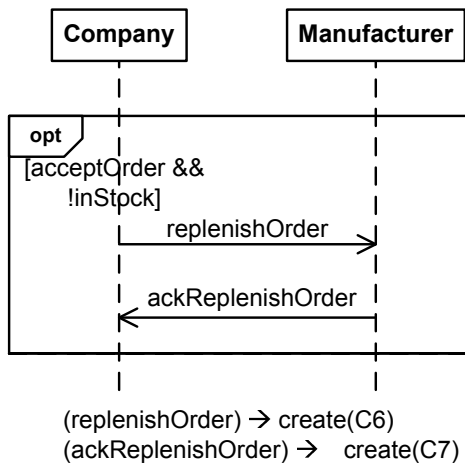 Company
Manufacturer
opt
[acceptOrder &&
!inStock]
replenishOrder
ackReplenishOrder
(replenishOrder) → create(C6)
(ackReplenishOrder) → create(C7)